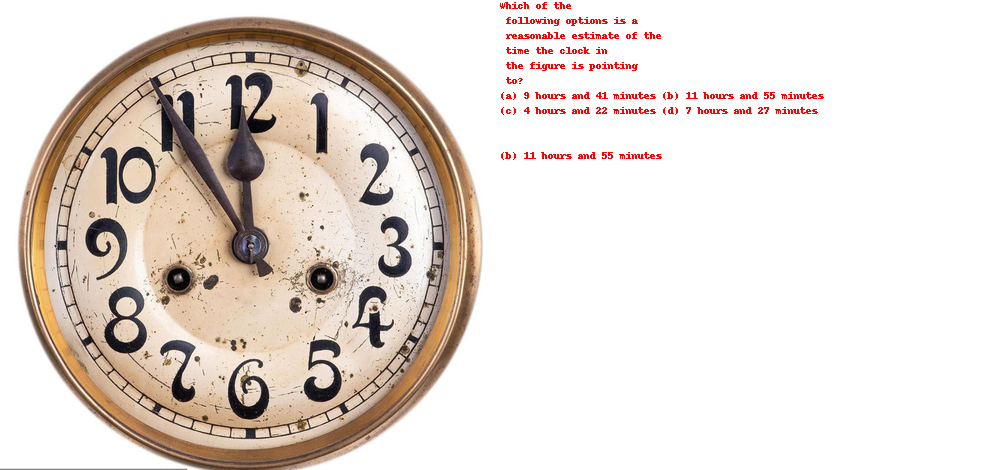 12
1
2
3
4
5
6
7
8
9
10
11
Which of the
following options is a
reasonable estimate of the
time the clock in
the figure is pointing
to?
(a) 9 hours and 41 minutes (b) 11 hours and 55 minutes
(c) 4 hours and 22 minutes (d) 7 hours and 27 minutes
(b) 11 hours and 55 minutes